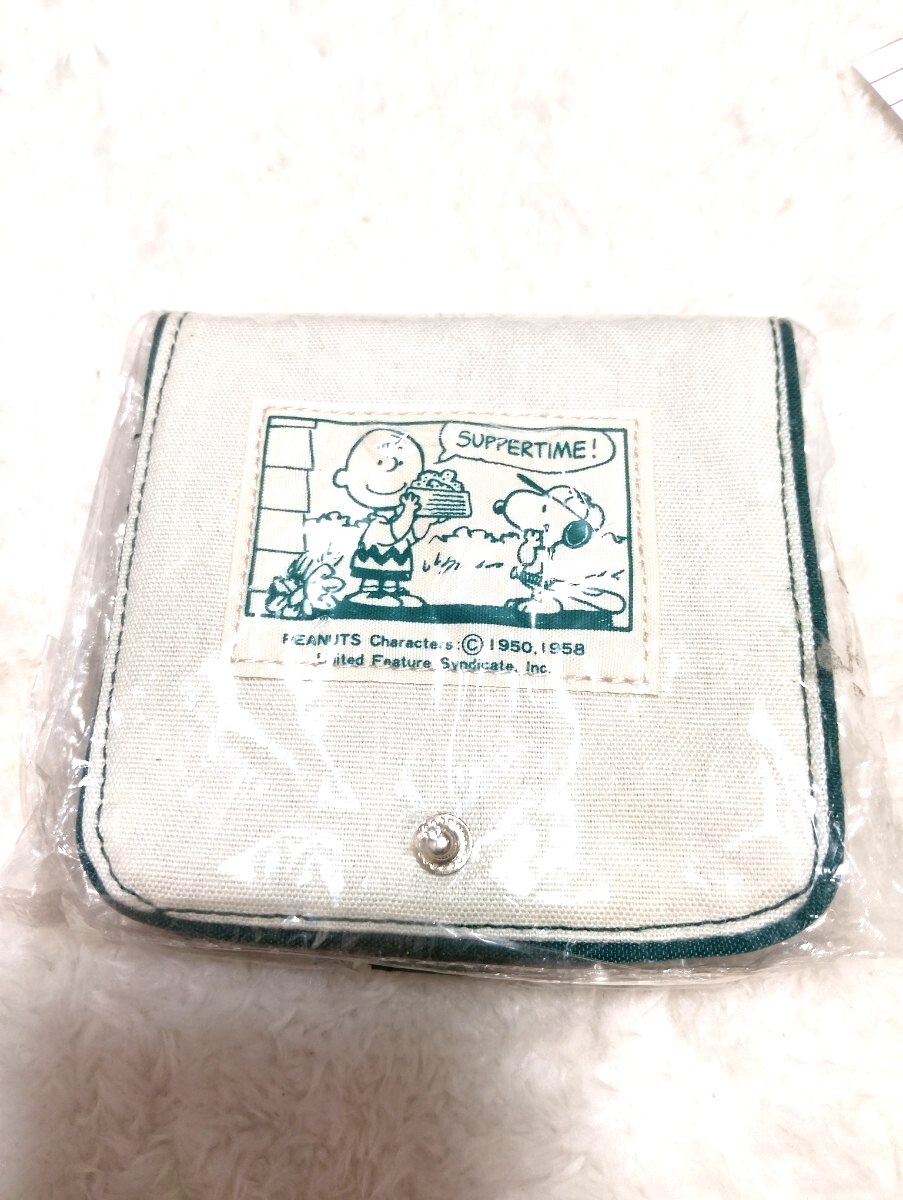 SUPPERTIME!
PEANUTS Characters:© 1950,1958
United Feature Syndicate, Inc.